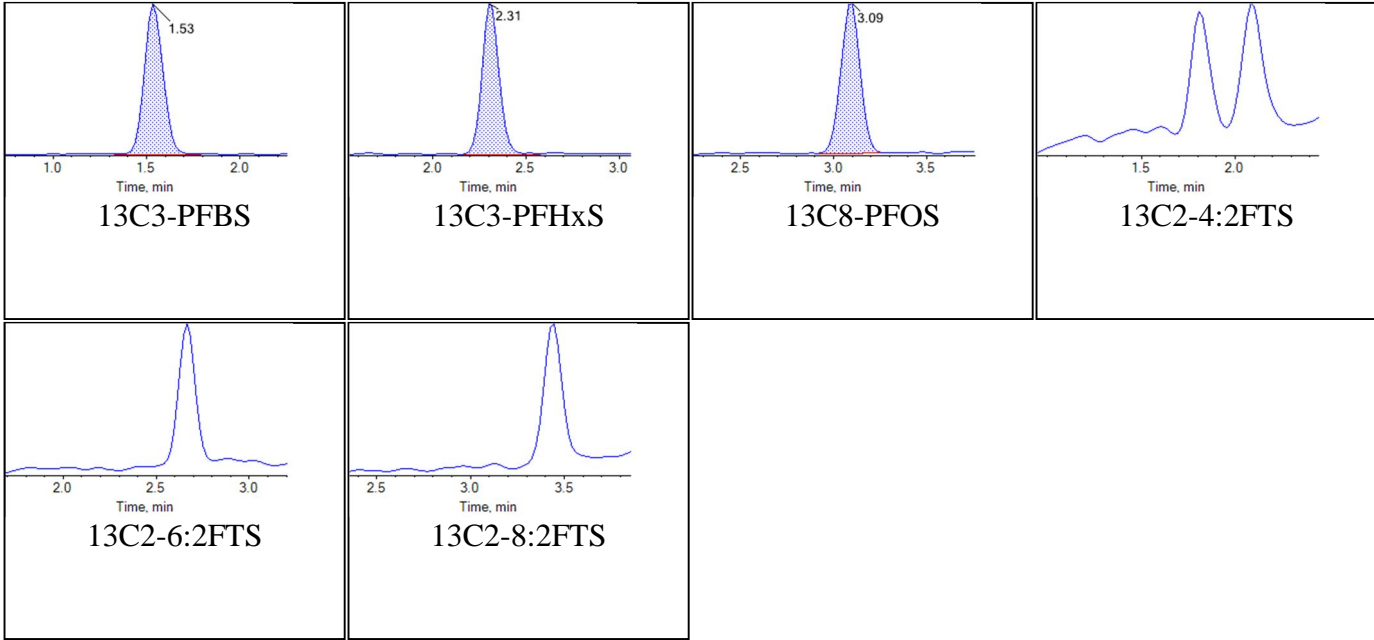 1.53
1.0 1.5 2.0
Time, min
13C3-PFBS
2.31
2.0 2.5 3.0
Time, min
13C3-PFHxS
3.09
2.5 3.0 3.5
Time, min
13C8-PFOS
1.5 2.0
Time, min
13C2-4:2FTS
2.0 2.5 3.0
Time, min
13C2-6:2FTS
2.5 3.0 3.5
Time, min
13C2-8:2FTS